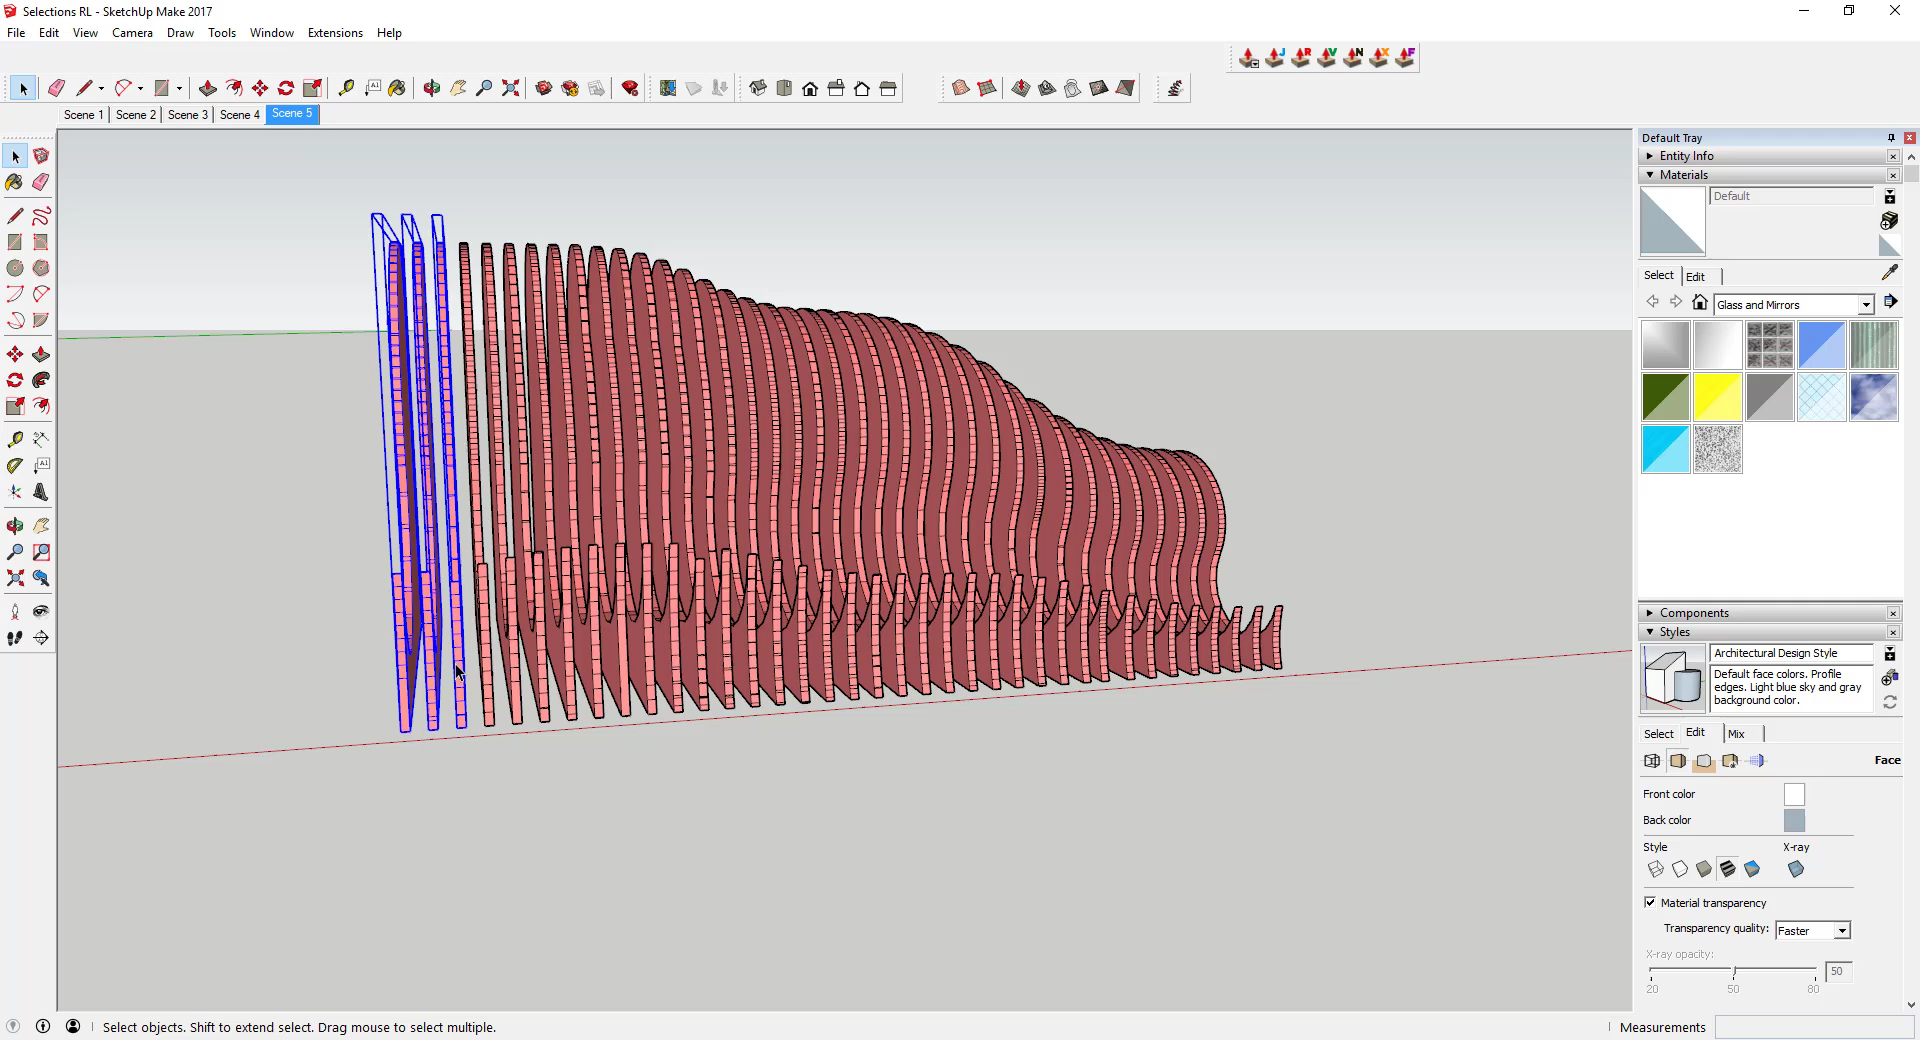 Selections RL - SketchUp Make 2017
File Edit View Camera Draw Tools Window Extensions Help
J R V N X F
A1
Scene 1 Scene 2 Scene 3 Scene 4 Scene 5
Default Tray
Entity Info
Materials
Default
Select Edit
Glass and Mirrors
A1
Components
Styles
Architectural Design Style
Default face colors. Profile
edges. Light blue sky and gray
background color.
Select Edit Mix
Face
Front color
Back color
Style X-ray
Material transparency
Transparency quality: Faster
X-ray opacity:
50
20 50 80
Select objects. Shift to extend select. Drag mouse to select multiple.
Measurements